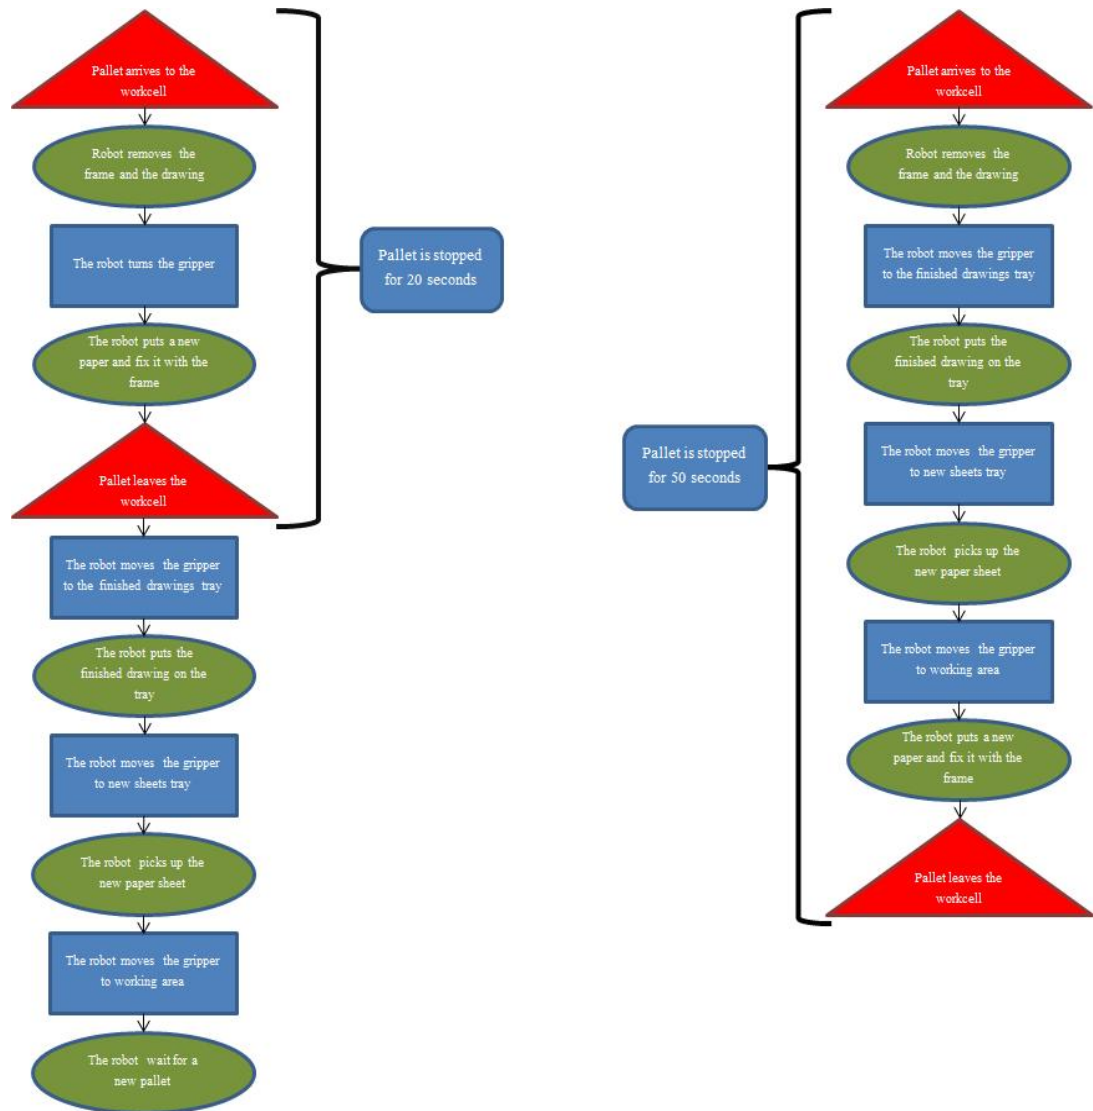 Pallet arrives to the
workcell
Robot removes the
frame and the drawing
The robot turns the gripper
The robot puts a new
paper and fix it with the
frame
Pallet leaves the
workcell
The robot moves the gripper
to the finished drawings tray
The robot puts the
finished drawing on the
tray
The robot moves the gripper
to new sheets tray
The robot picks up the
new paper sheet
The robot moves the gripper
to working area
The robot wait for a
new pallet
Pallet is stopped
for 20 seconds
Pallet is stopped
for 50 seconds
Pallet arrives to the
workcell
Robot removes the
frame and the drawing
The robot moves the gripper
to the finished drawings tray
The robot puts the
finished drawing on the
tray
The robot moves the gripper
to new sheets tray
The robot picks up the
new paper sheet
The robot moves the gripper
to working area
The robot puts a new
paper and fix it with the
frame
Pallet leaves the
workcell